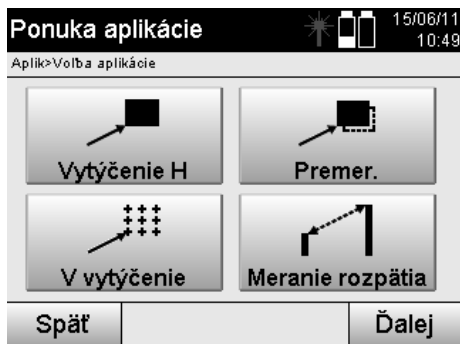 Ponuka aplikácie
15/06/11
10:49
Aplik>Voľba aplikácie
Vytýčenie H
Premer.
V vytýčenie
Meranie rozpätia
Späť
Ďalej